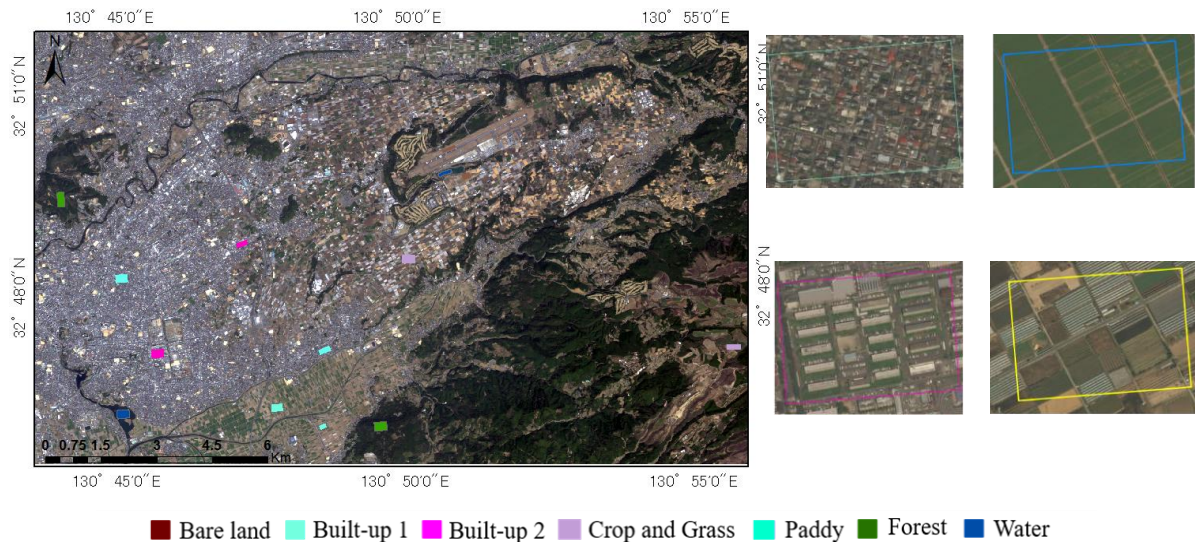 130° 45'0"E 130° 50'0"E 130° 55'0"E
N
32° 51'0"N
32° 51'0"N
32° 48'0"N
32° 48'0"N
0 0.75 1.5 3 4.5 6
Km
130° 45'0"E 130° 50'0"E 130° 55'0"E
Bare land Built-up 1 Built-up 2 Crop and Grass Paddy Forest Water